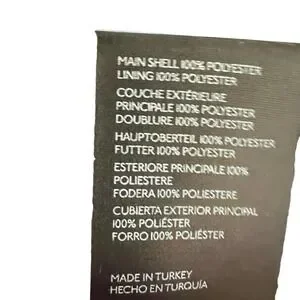 MAIN SHELL 100% POLYESTER
LINING 100% POLYESTER
COUCHE EXTÉRIEURE
PRINCIPALE 100% POLYESTER
DOUBLURE 100% POLYESTER
HAUPTOBERTEIL 100% POLYESTER
FUTTER 100% POLYESTER
ESTERIORE PRINCIPALE 100%
POLIESTERE
FODERA 100% POLIESTERE
CUBIERTA EXTERIOR PRINCIPAL
100% POLIÉSTER
FORRO 100% POLIÉSTER
MADE IN TURKEY
HECHO EN TURQUÍA